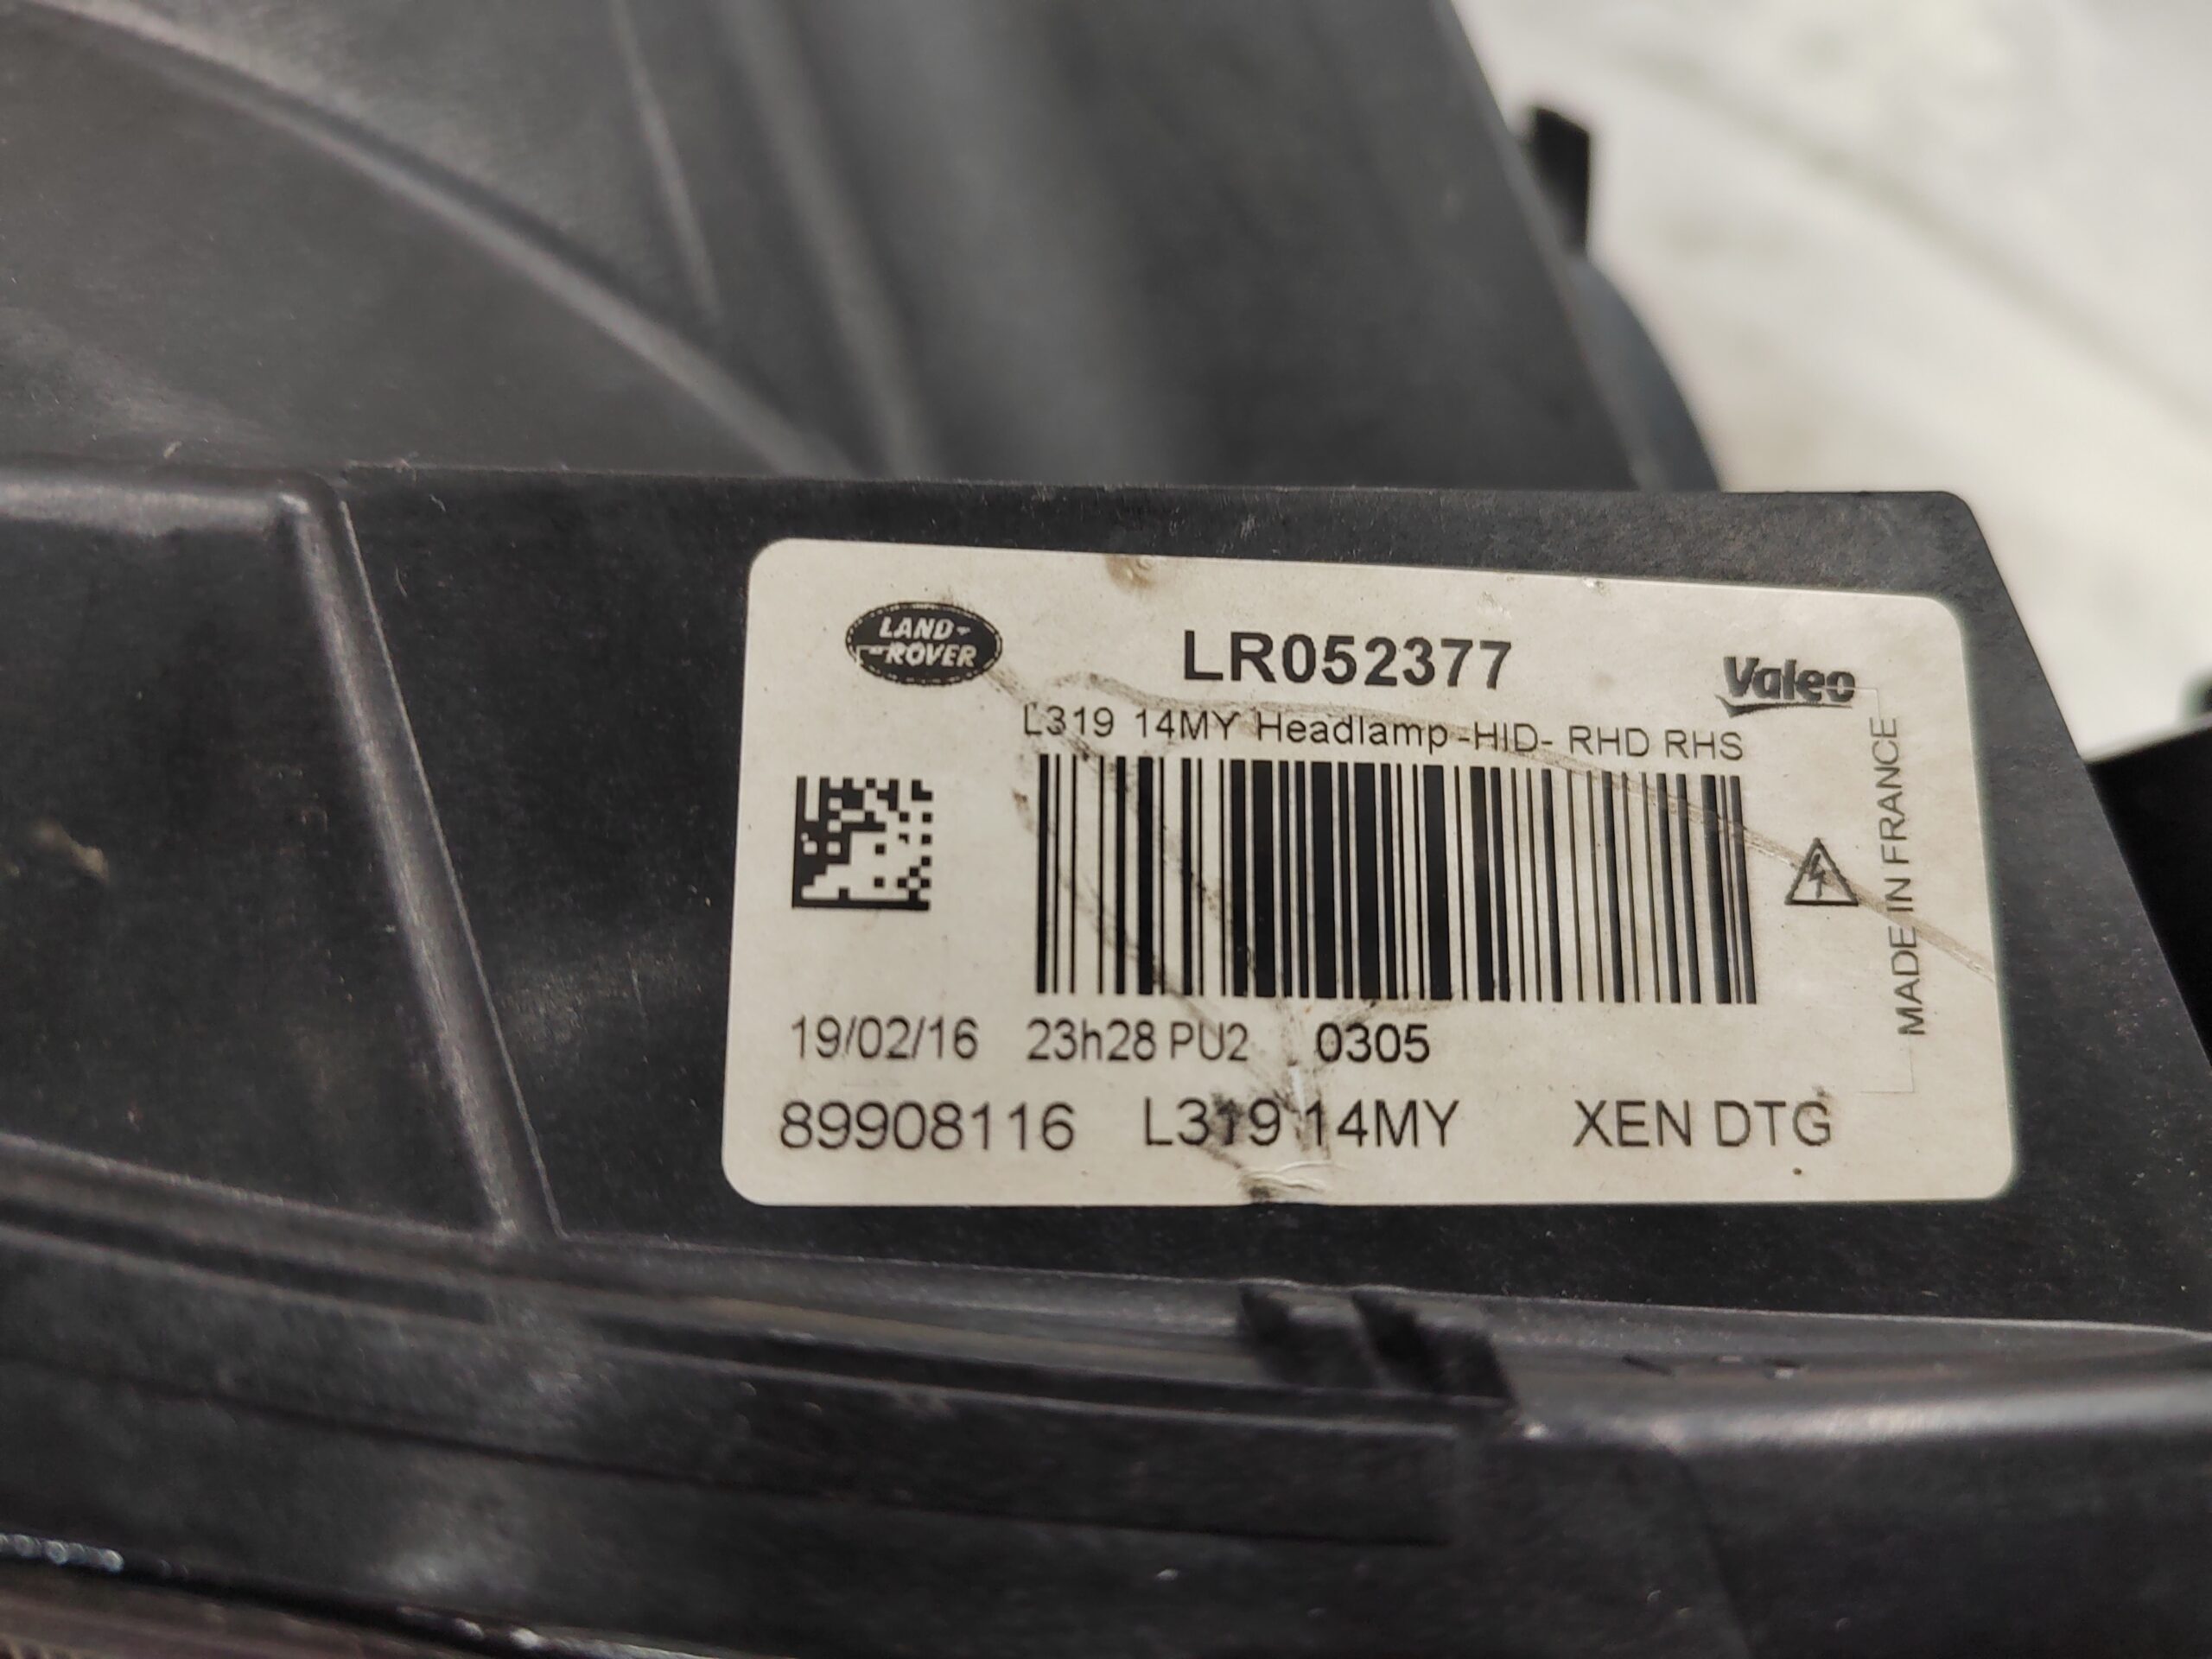 LAND-
ROVER
LR052377
Valeo
L319 14MY Headlamp -HID- RHD RHS
MADE IN FRANCE
19/02/16 23h28 PU2 0305
89908116 L319 14MY XEN DTG